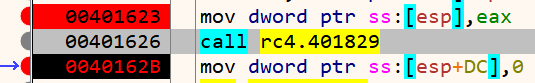 00401623 mov dword ptr ss:[esp],eax
00401626 call rc4.401829
0040162B mov dword ptr ss:[esp+DC],0